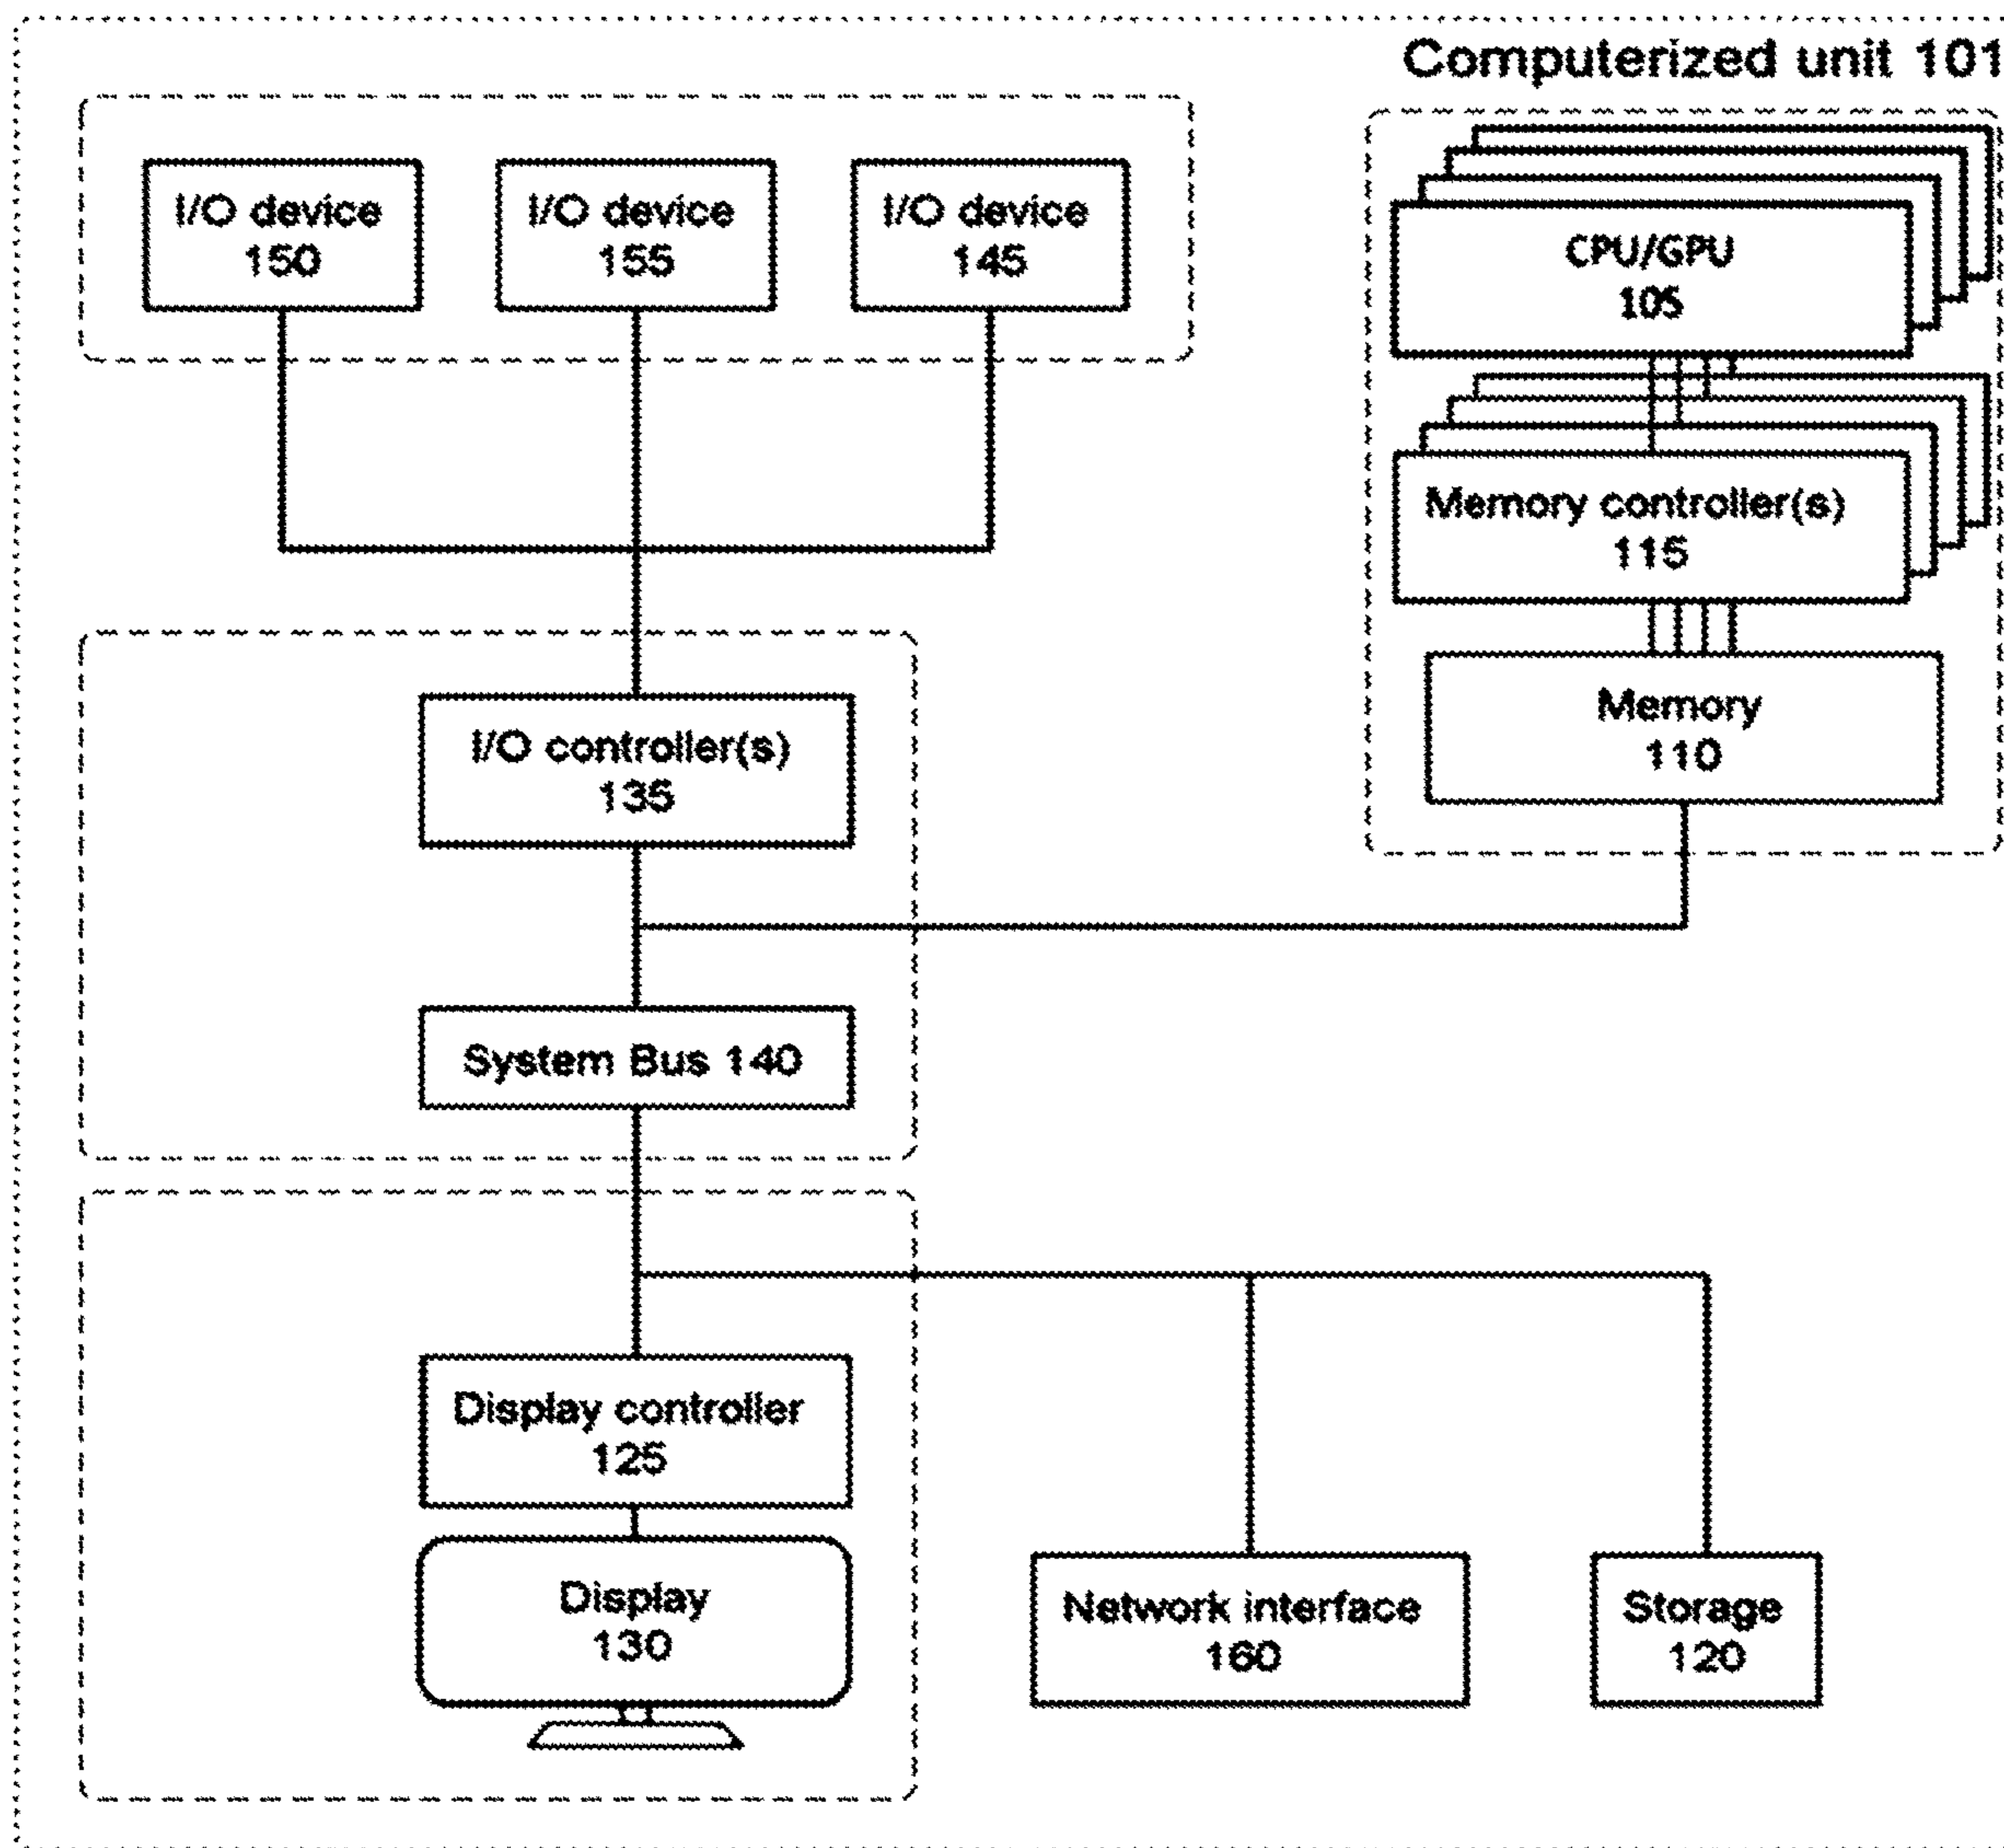 Computerized unit 101
I/O device
150
I/O device
155
I/O device
145
CPU/GPU
105
Memory controller(s)
115
Memory
110
I/O controller(s)
135
System Bus 140
Display controller
125
Display
130
Network interface
160
Storage
120